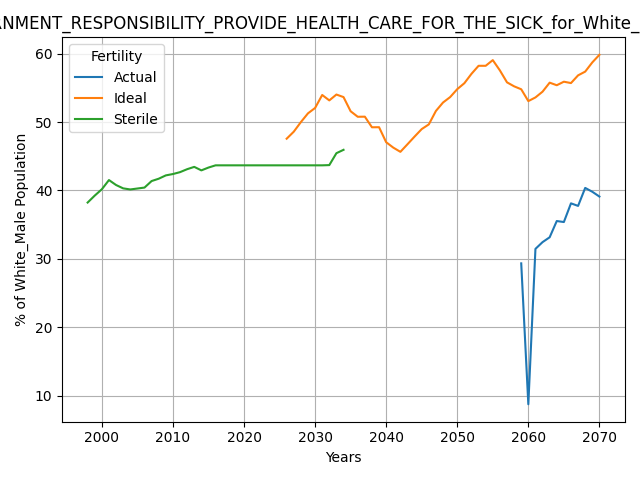 RNMENT_RESPONSIBILITY_PROVIDE_HEALTH_CARE_FOR_THE_SICK_for_White_
Fertility
Actual
Ideal
Sterile
% of White_Male Population
60
50
40
30
20
10
2000 2010 2020 2030 2040 2050 2060 2070
Years